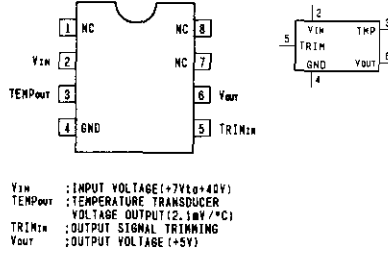 1 NC NC 8
VIN 2 NC 7
TEMPOUT 3 6 VOUT
4 GND 5 TRIMIN
2
VIN TMP 3
5 TRIM
GND VOUT 6
4
VIN :INPUT VOLTAGE(+7Vto+40V)
TEMPOUT :TEMPERATURE TRANSDUCER
VOLTAGE OUTPUT(2.1mV/°C)
TRIMIN :OUTPUT SIGNAL TRIMMING
VOUT :OUTPUT VOLTAGE(+5V)